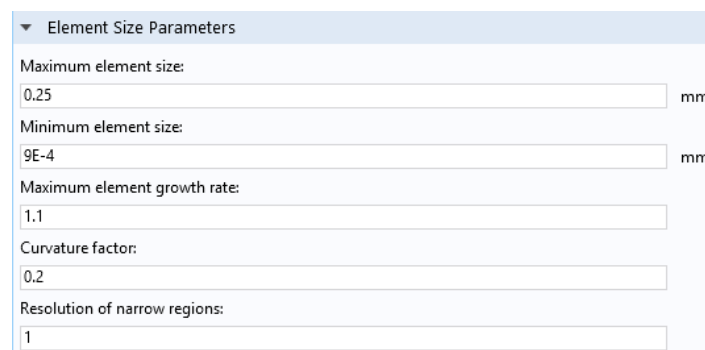 Element Size Parameters
Maximum element size:
0.25 mm
Minimum element size:
9E-4 mm
Maximum element growth rate:
1.1
Curvature factor:
0.2
Resolution of narrow regions:
1